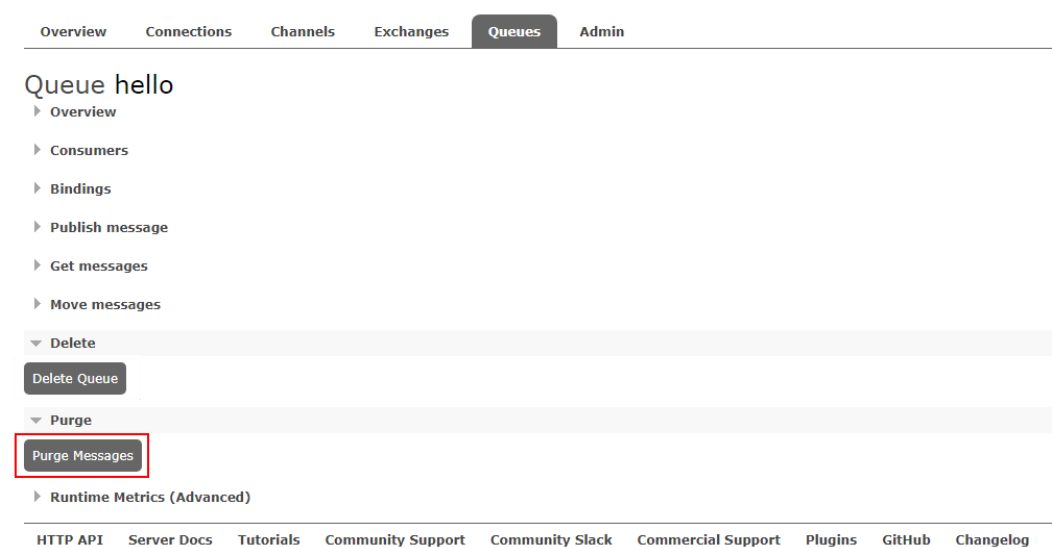 Overview Connections Channels Exchanges Queues Admin
Queue hello
Overview
Consumers
Bindings
Publish message
Get messages
Move messages
Delete
Delete Queue
Purge
Purge Messages
Runtime Metrics (Advanced)
HTTP API Server Docs Tutorials Community Support Community Slack Commercial Support Plugins GitHub Changelog